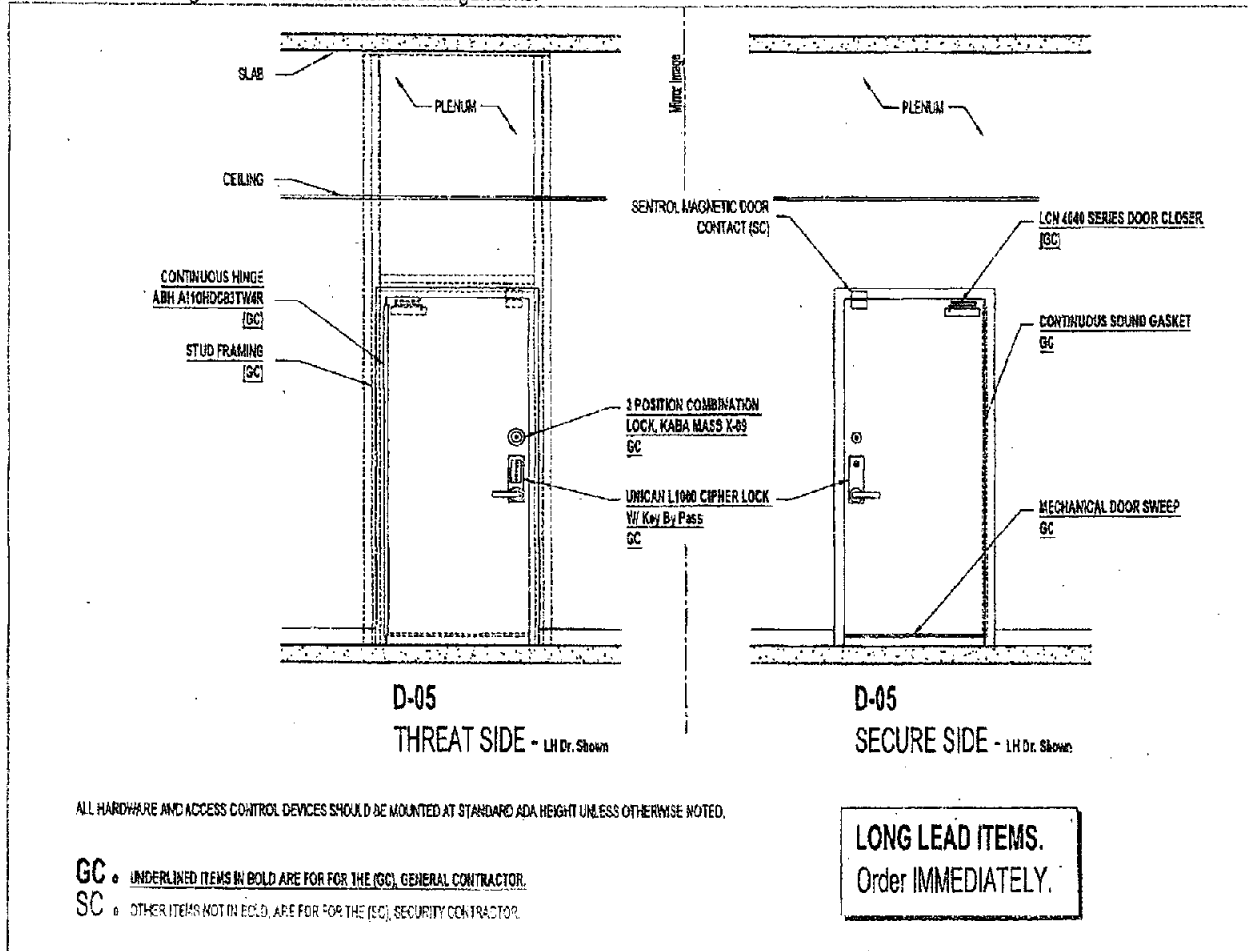 SLAB
PLENUM
CEILING
CONTINUOUS HINGE
ABH A110HDC83TW4R
(GC)
STUD FRAMING
(GC)
Mirror Image
PLENUM
SENTROL MAGNETIC DOOR
CONTACT (SC)
LCN 4040 SERIES DOOR CLOSER
(GC)
CONTINUOUS SOUND GASKET
GC
3 POSITION COMBINATION
LOCK, KABA MASS X-09
GC
UNICAN L1000 CIPHER LOCK
W/ Key By Pass
GC
MECHANICAL DOOR SWEEP
GC
D-05
THREAT SIDE - LH Dr. Shown
D-05
SECURE SIDE - LH Dr. Shown
ALL HARDWARE AND ACCESS CONTROL DEVICES SHOULD BE MOUNTED AT STANDARD ADA HEIGHT UNLESS OTHERWISE NOTED.
GC • UNDERLINED ITEMS IN BOLD ARE FOR FOR THE (GC), GENERAL CONTRACTOR.
SC • OTHER ITEMS NOT IN BOLD, ARE FOR FOR THE (SC), SECURITY CONTRACTOR.
LONG LEAD ITEMS.
Order IMMEDIATELY.